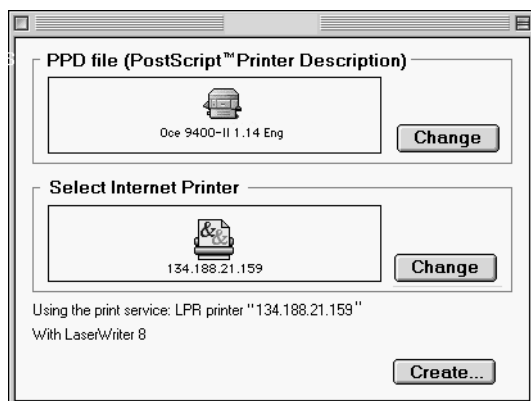 PPD file (PostScript™ Printer Description)
Oce 9400-II 1.14 Eng
Change
Select Internet Printer
&&
134.188.21.159
Change
Using the print service: LPR printer "134.188.21.159"
With LaserWriter 8
Create...